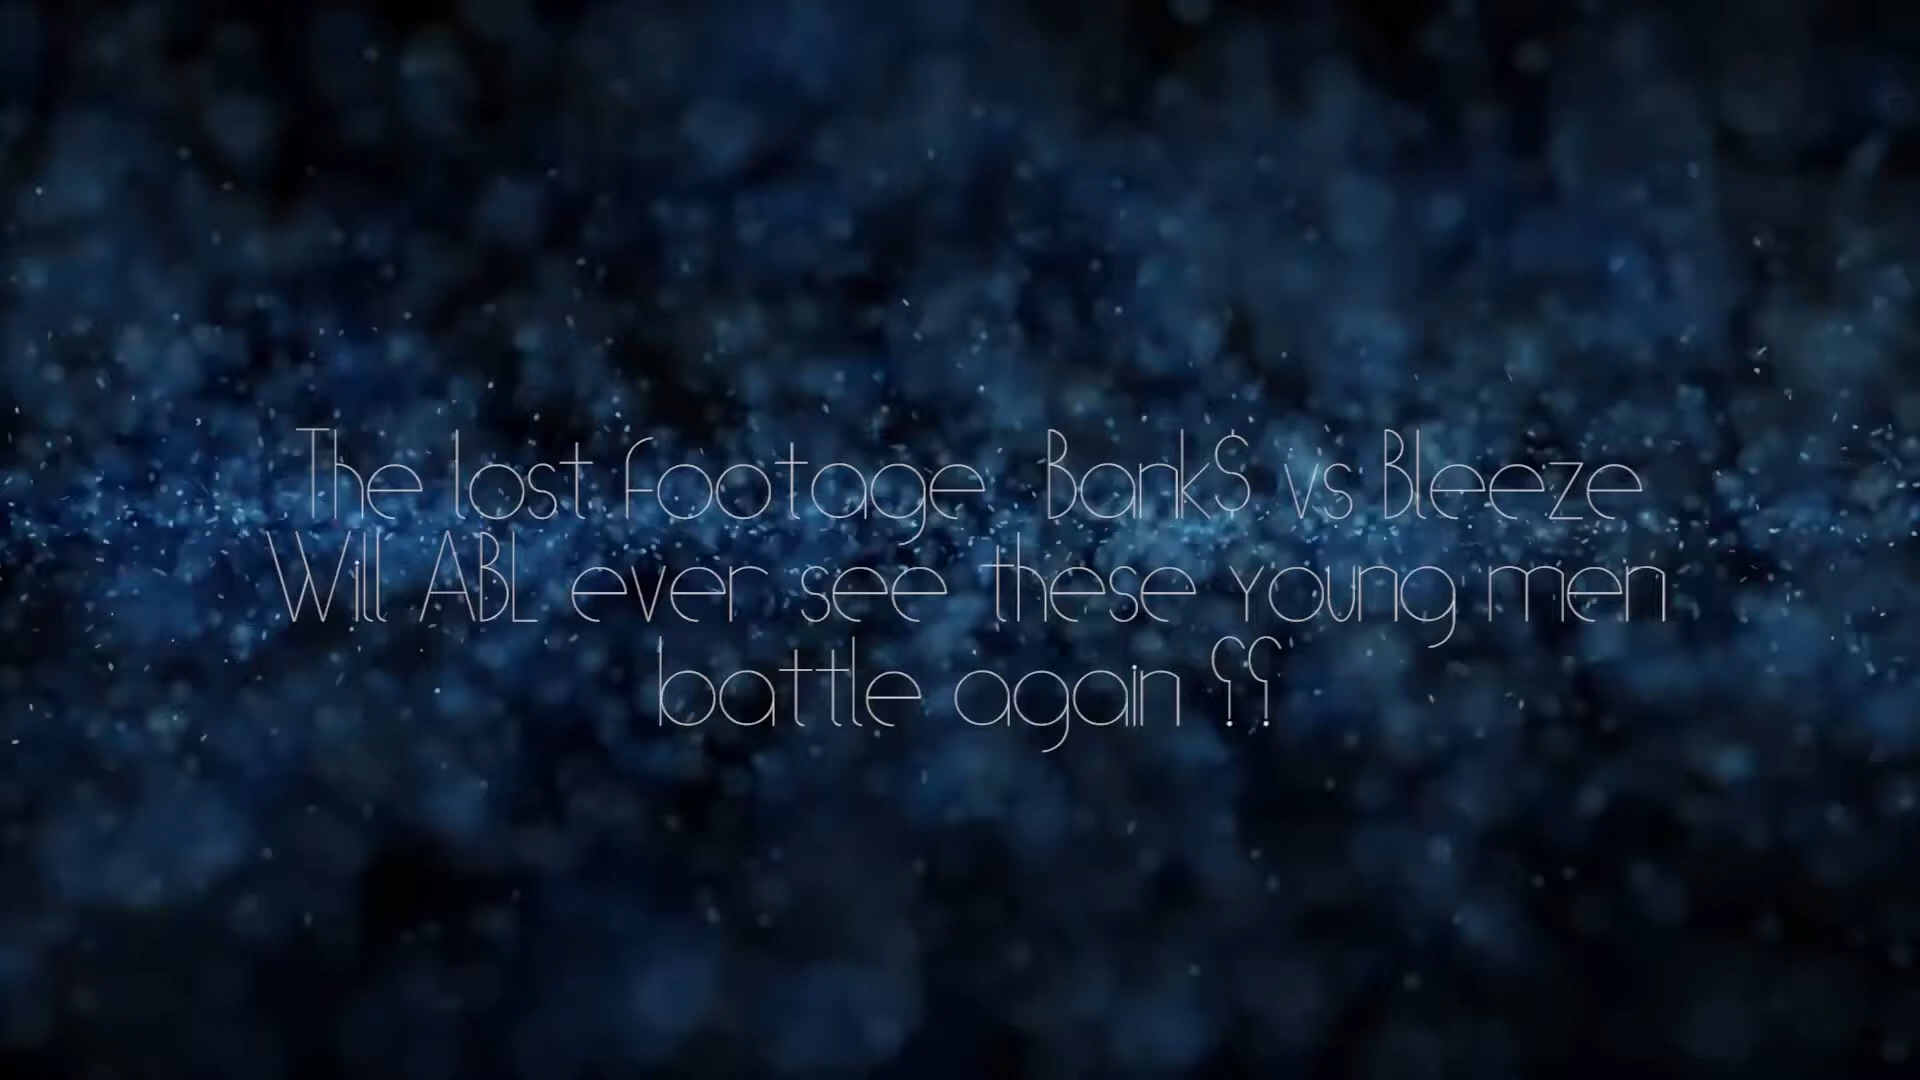 The lost footage Bank$ vs Bleeze
Will ABL ever see these young men
battle again ??